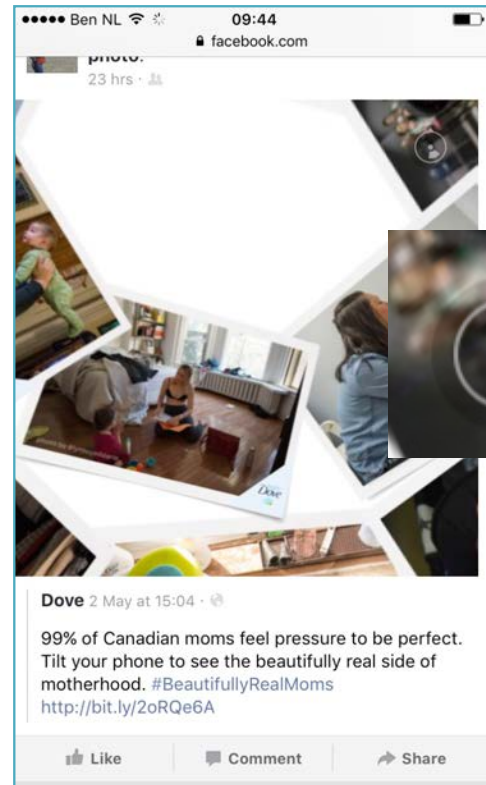 Ben NL 09:44
facebook.com
photo.
23 hrs ·
Dove
Dove 2 May at 15:04 ·
99% of Canadian moms feel pressure to be perfect.
Tilt your phone to see the beautifully real side of
motherhood. #BeautifullyRealMoms
http://bit.ly/2oRQe6A
Like Comment Share